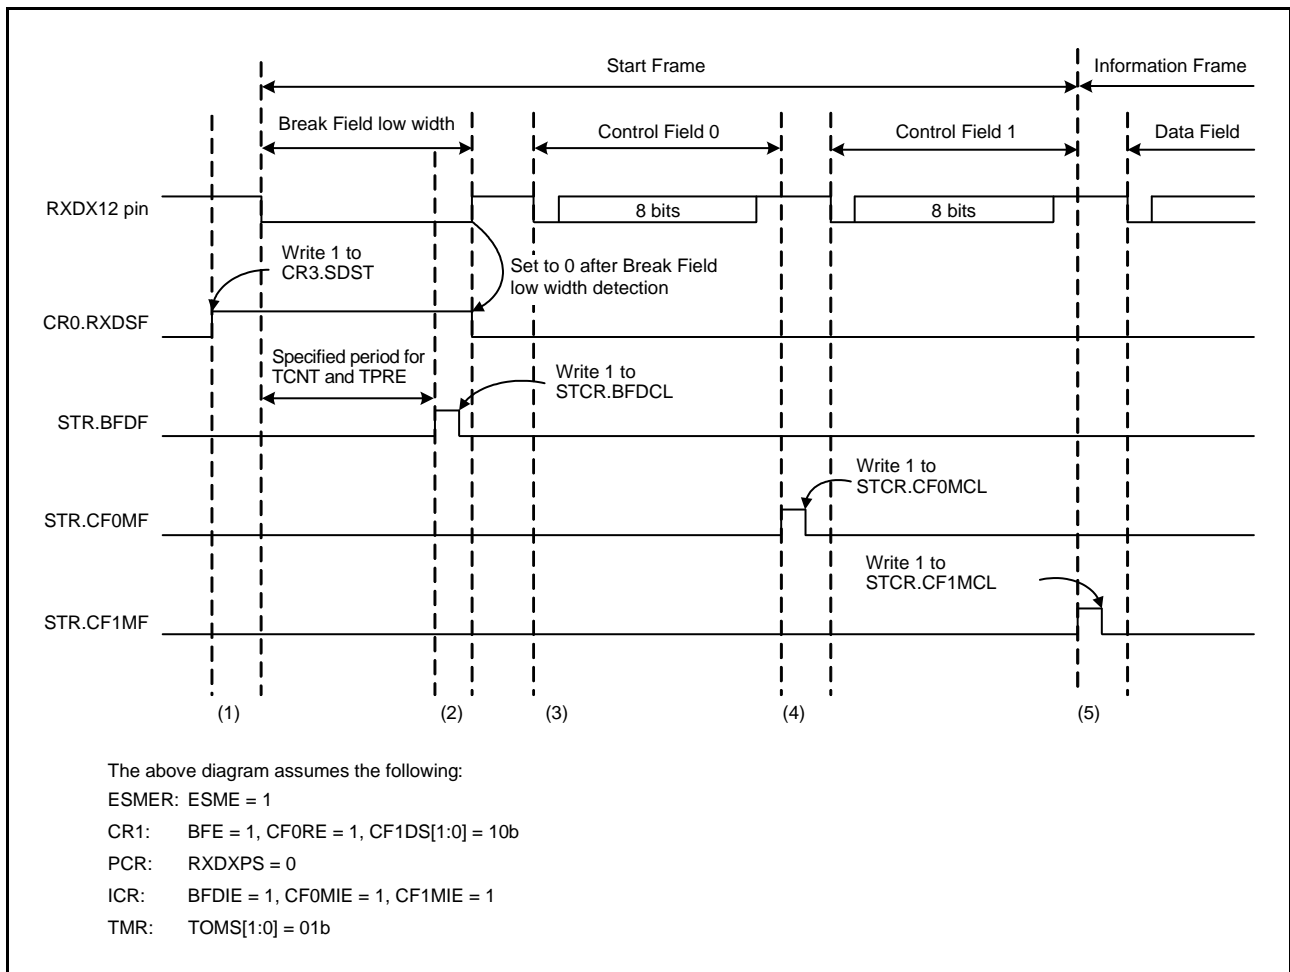 Start Frame
Information Frame
Break Field low width
Control Field 0
Control Field 1
Data Field
RXDX12 pin
8 bits
8 bits
Write 1 to
CR3.SDST
Set to 0 after Break Field
low width detection
CR0.RXDSF
Specified period for
TCNT and TPRE
Write 1 to
STCR.BFDCL
STR.BFDF
Write 1 to
STCR.CF0MCL
STR.CF0MF
Write 1 to
STCR.CF1MCL
STR.CF1MF
(1)
(2)
(3)
(4)
(5)
The above diagram assumes the following:
ESMER: ESME = 1
CR1: BFE = 1, CF0RE = 1, CF1DS[1:0] = 10b
PCR: RXDXPS = 0
ICR: BFDIE = 1, CF0MIE = 1, CF1MIE = 1
TMR: TOMS[1:0] = 01b